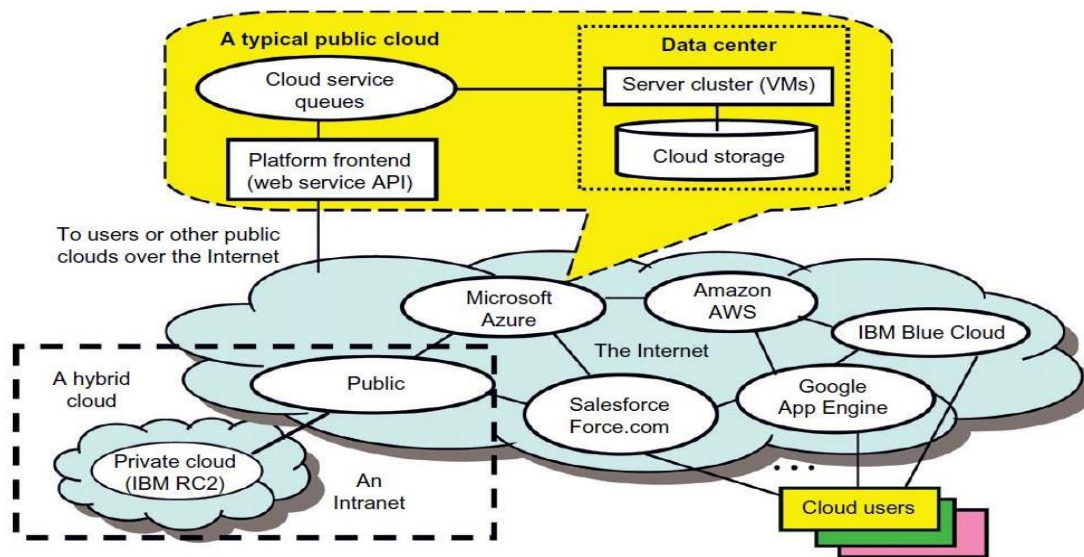 A typical public cloud
Data center
Cloud service
queues
Server cluster (VMs)
Platform frontend
(web service API)
Cloud storage
To users or other public
clouds over the Internet
Microsoft
Azure
Amazon
AWS
IBM Blue Cloud
The Internet
A hybrid
cloud
Public
Salesforce
Force.com
Google
App Engine
Private cloud
(IBM RC2)
An
Intranet
...
Cloud users